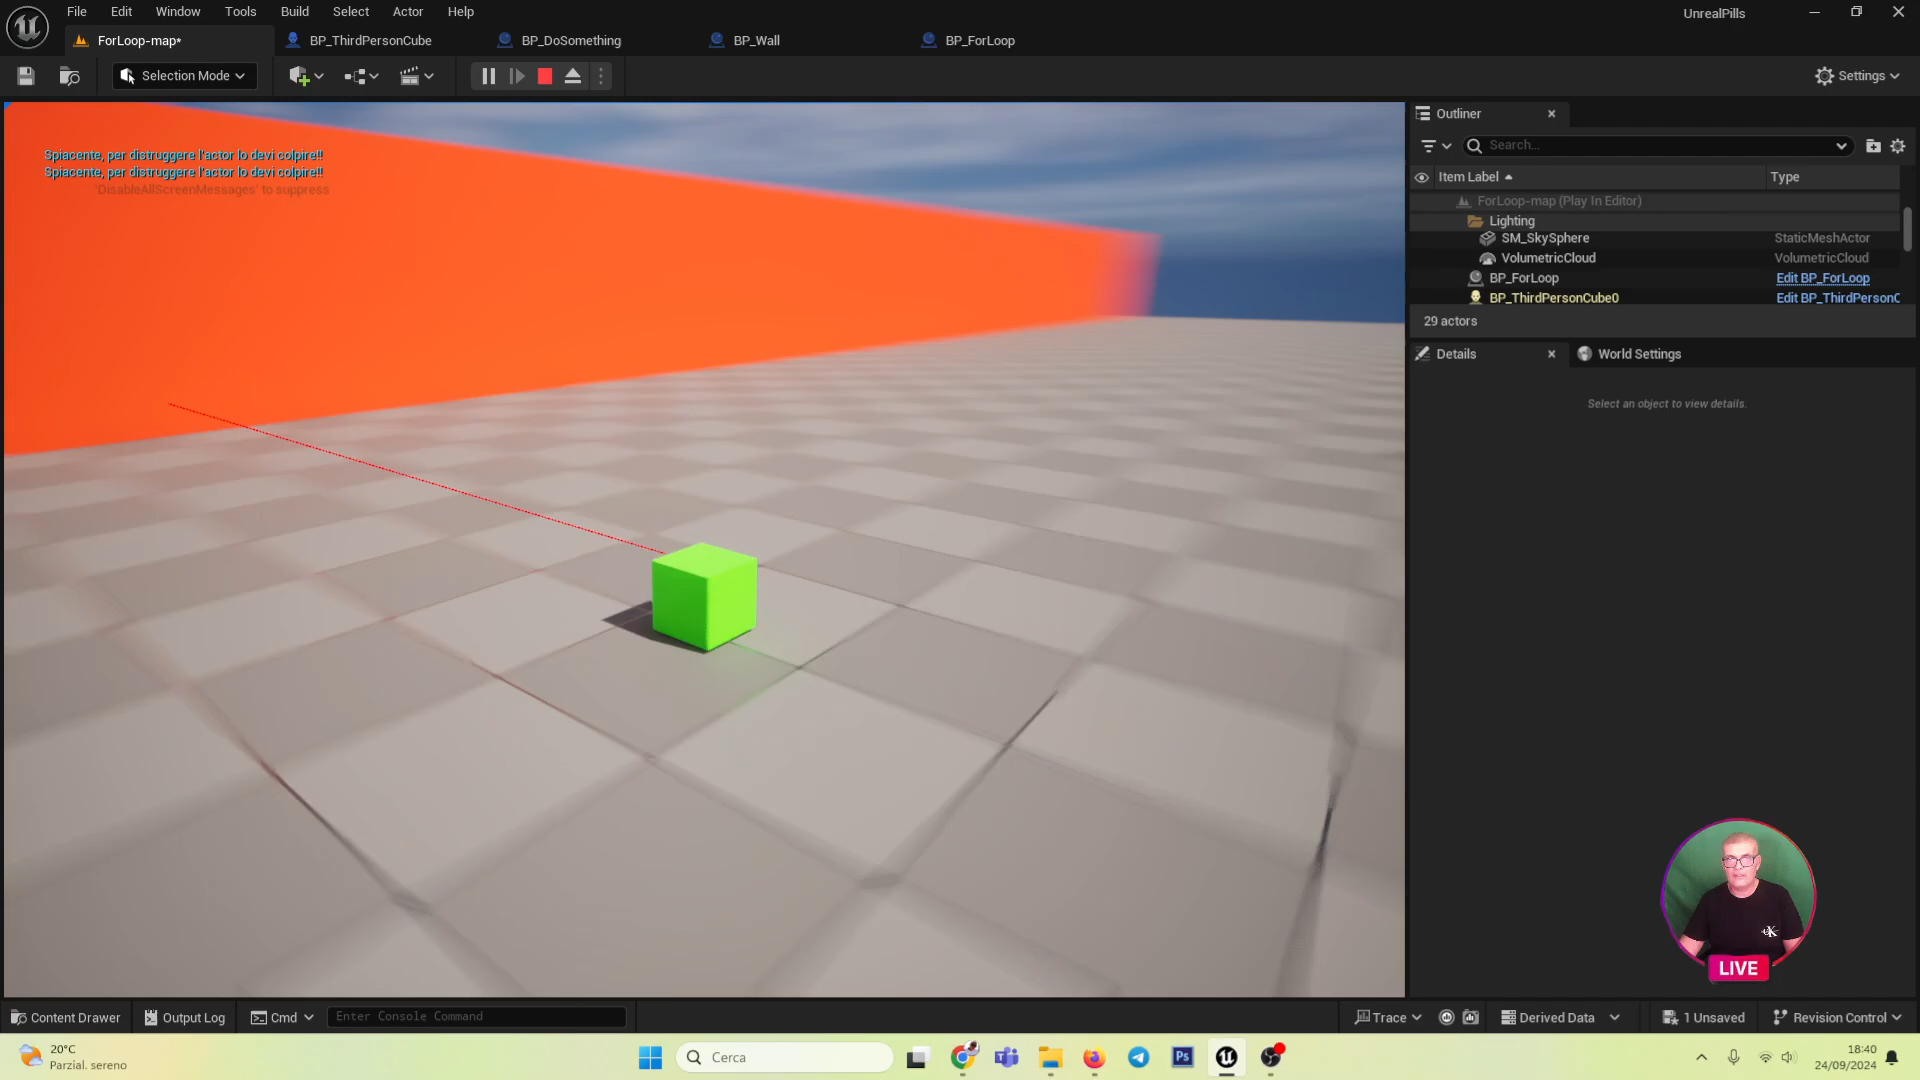 File Edit Window Tools Build Select Actor Help
UnrealPills
ForLoop-map*
BP_ThirdPersonCube
BP_DoSomething
BP_Wall
BP_ForLoop
Selection Mode
Settings
Spiacente, per distruggere l'actor lo devi colpire!!
Spiacente, per distruggere l'actor lo devi colpire!!
'DisableAllScreenMessages' to suppress
Outliner
Search...
Item Label
Type
ForLoop-map (Play In Editor)
Lighting
SM_SkySphere StaticMeshActor
VolumetricCloud VolumetricCloud
BP_ForLoop Edit BP_ForLoop
BP_ThirdPersonCube0 Edit BP_ThirdPersonC
29 actors
Details
World Settings
Select an object to view details.
LIVE
Content Drawer
Output Log
Cmd
Enter Console Command
Trace
Derived Data
1 Unsaved
Revision Control
20°C
Parzial. sereno
Cerca
Ps
18:40
24/09/2024